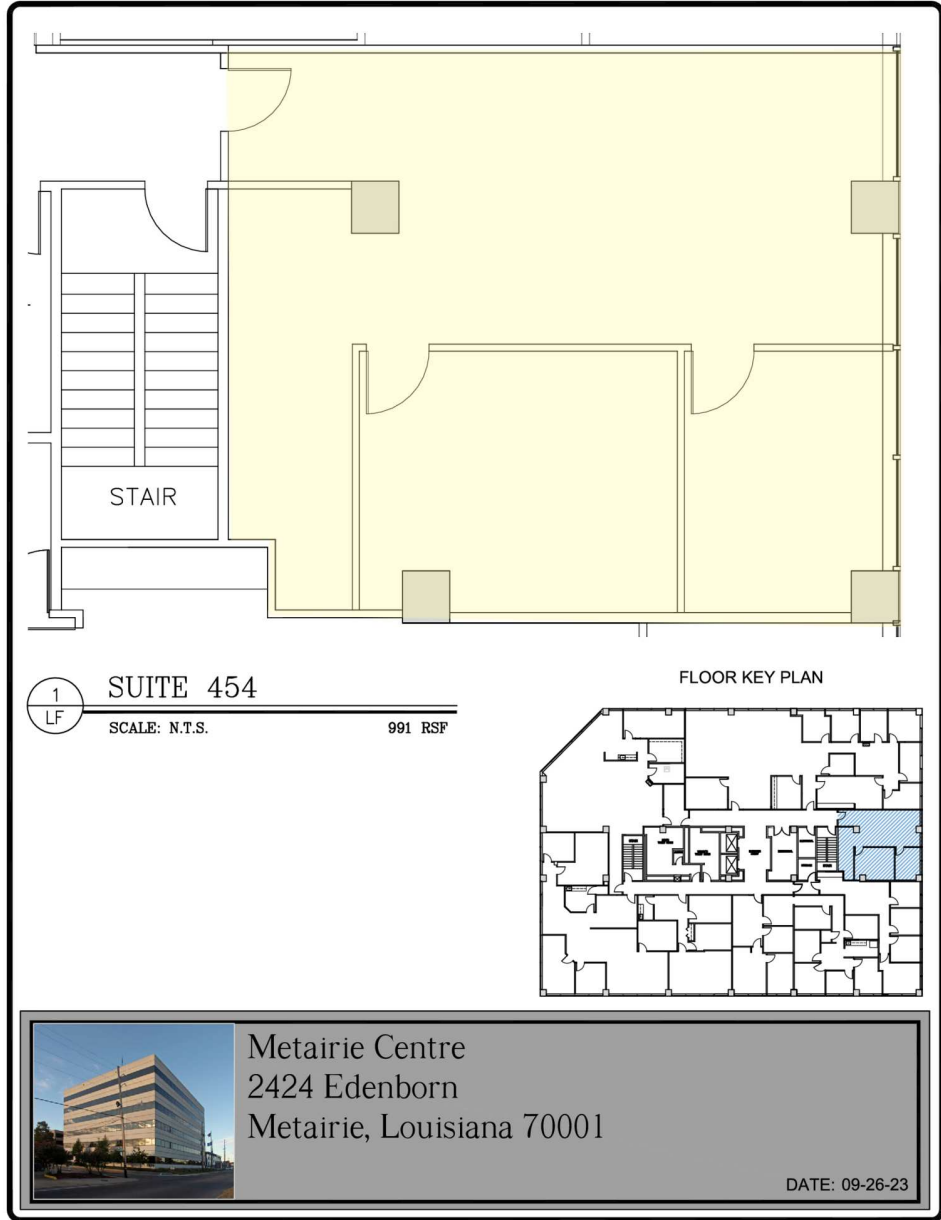 STAIR
1
LF
SUITE 454
SCALE: N.T.S.
991 RSF
FLOOR KEY PLAN
Metairie Centre
2424 Edenborn
Metairie, Louisiana 70001
DATE: 09-26-23